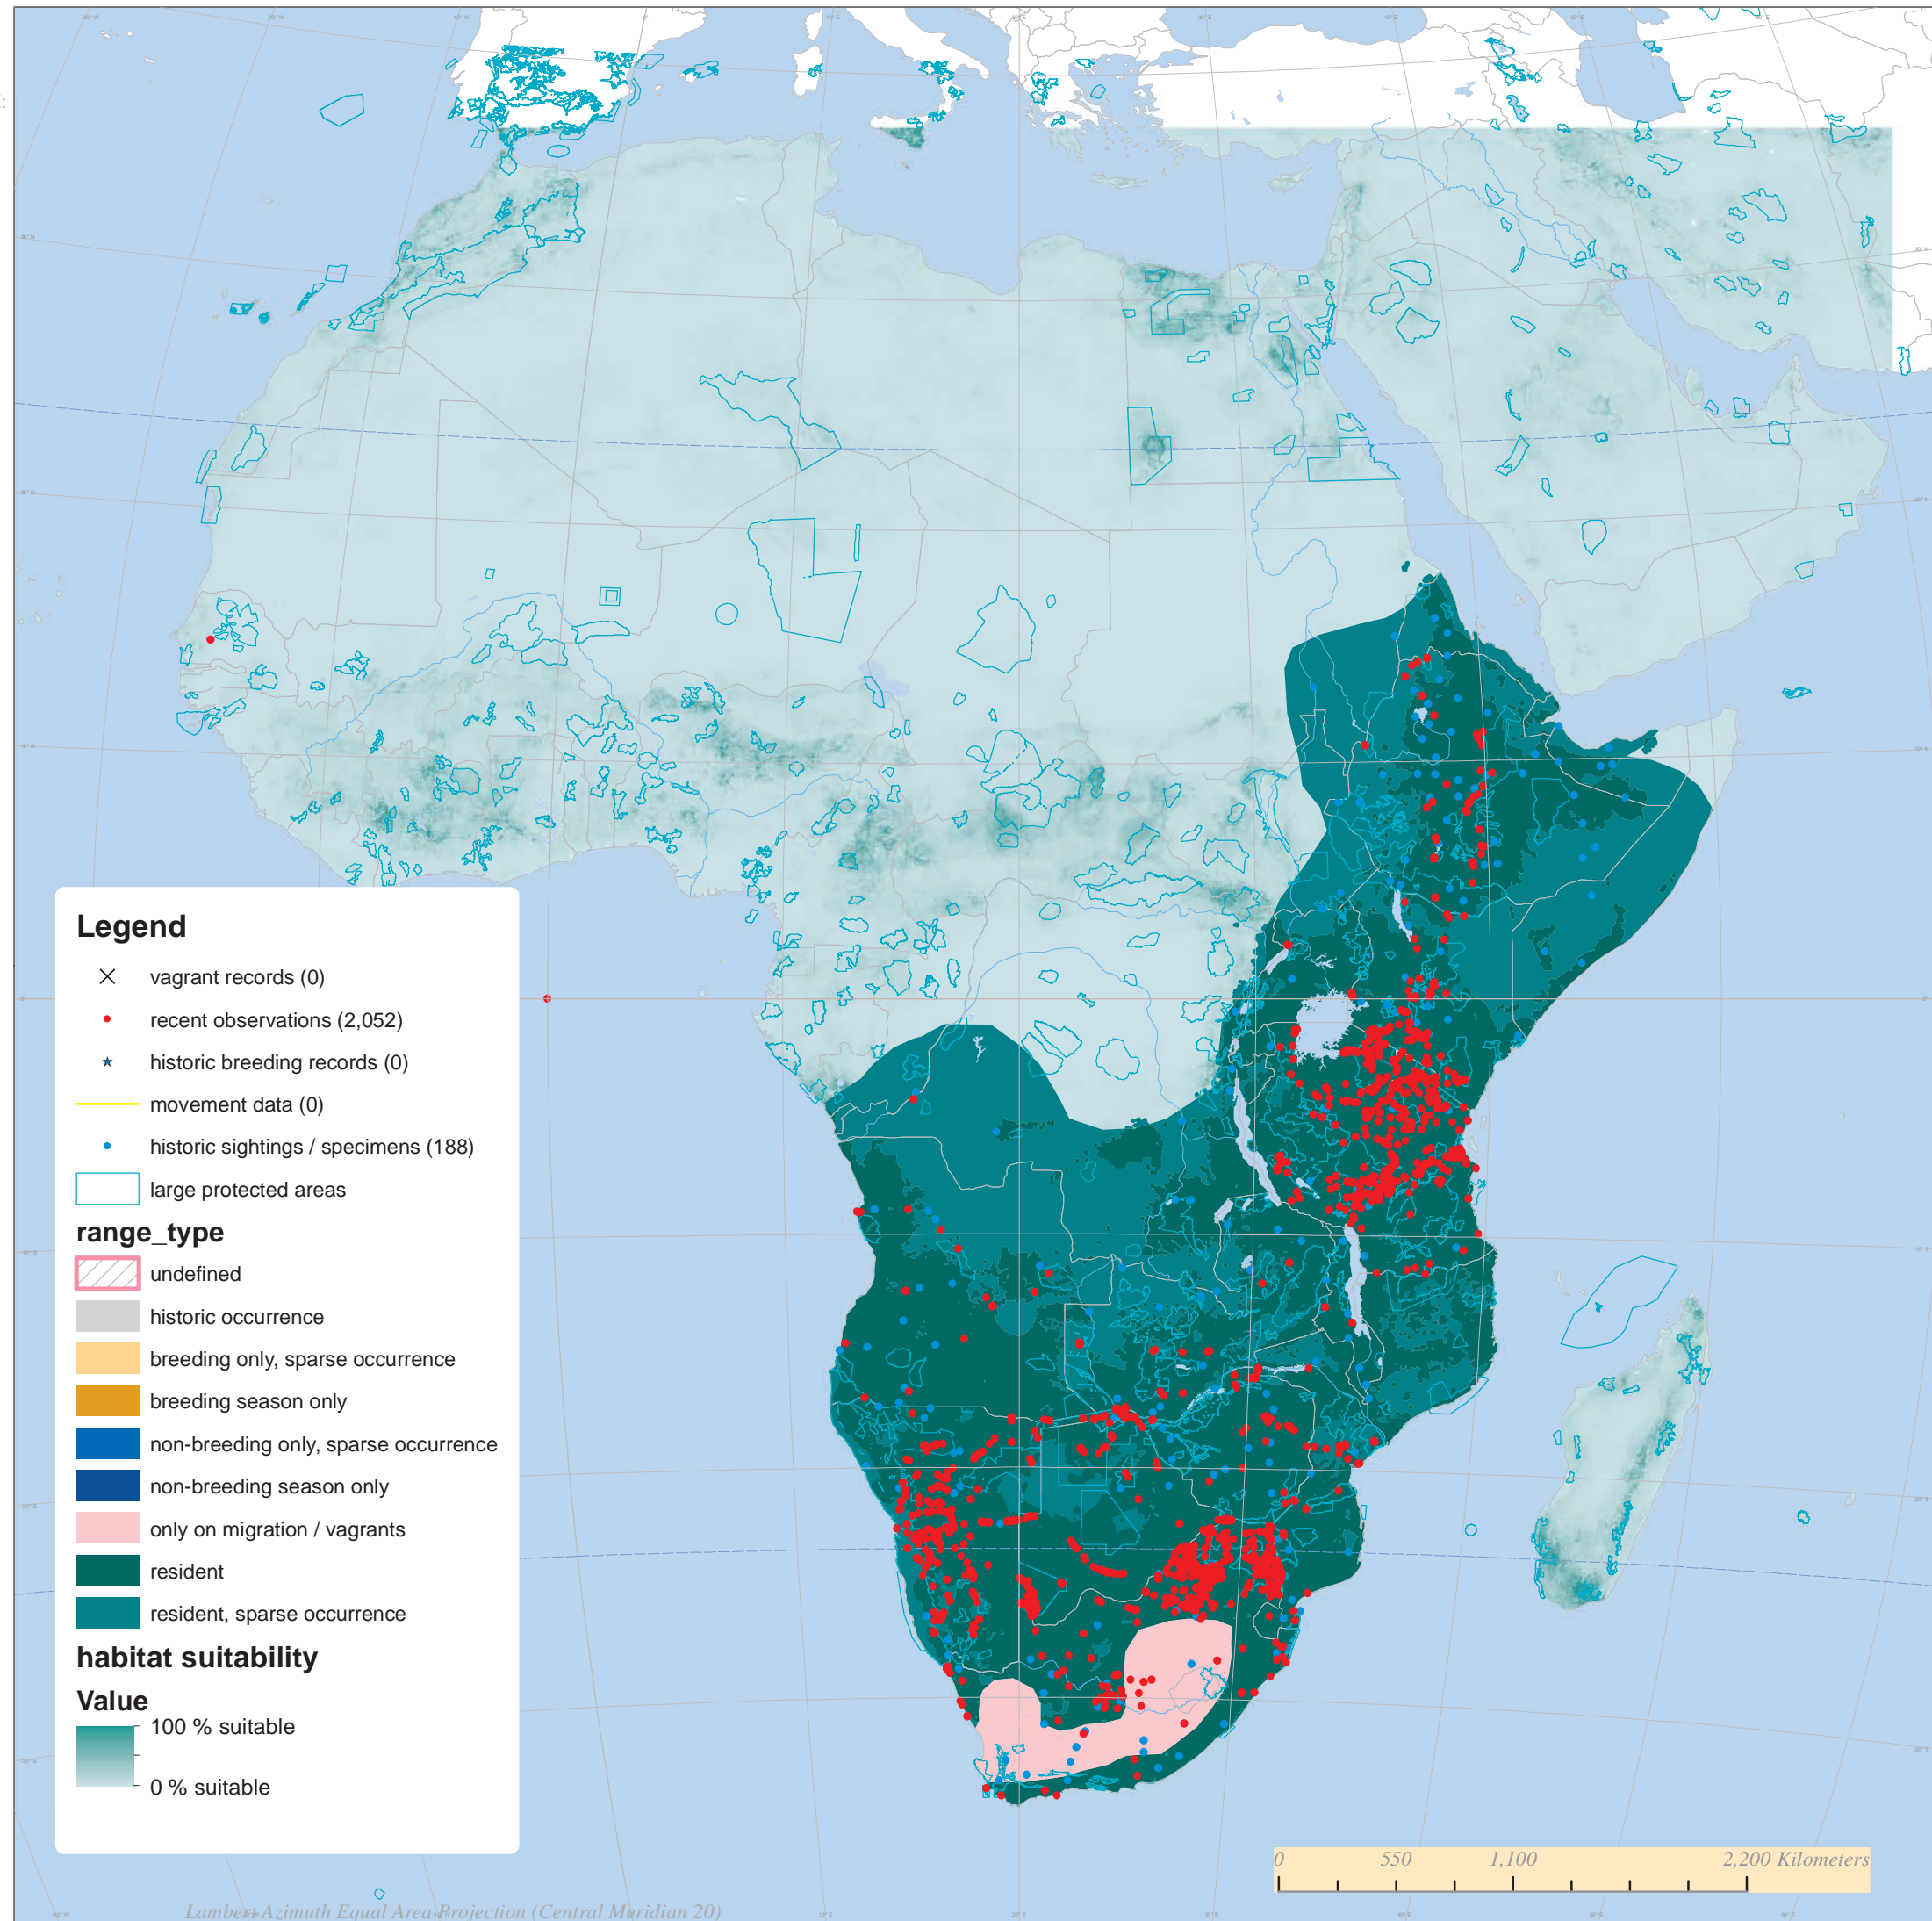 Legend
vagrant records (0)
recent observations (2,052)
historic breeding records (0)
movement data (0)
historic sightings / specimens (188)
large protected areas
range_type
undefined
historic occurrence
breeding only, sparse occurrence
breeding season only
non-breeding only, sparse occurrence
non-breeding season only
only on migration / vagrants
resident
resident, sparse occurrence
habitat suitability
Value
100 % suitable
0 % suitable
0 550 1,100 2,200 Kilometers
Lambert Azimuth Equal Area Projection (Central Meridian 20)